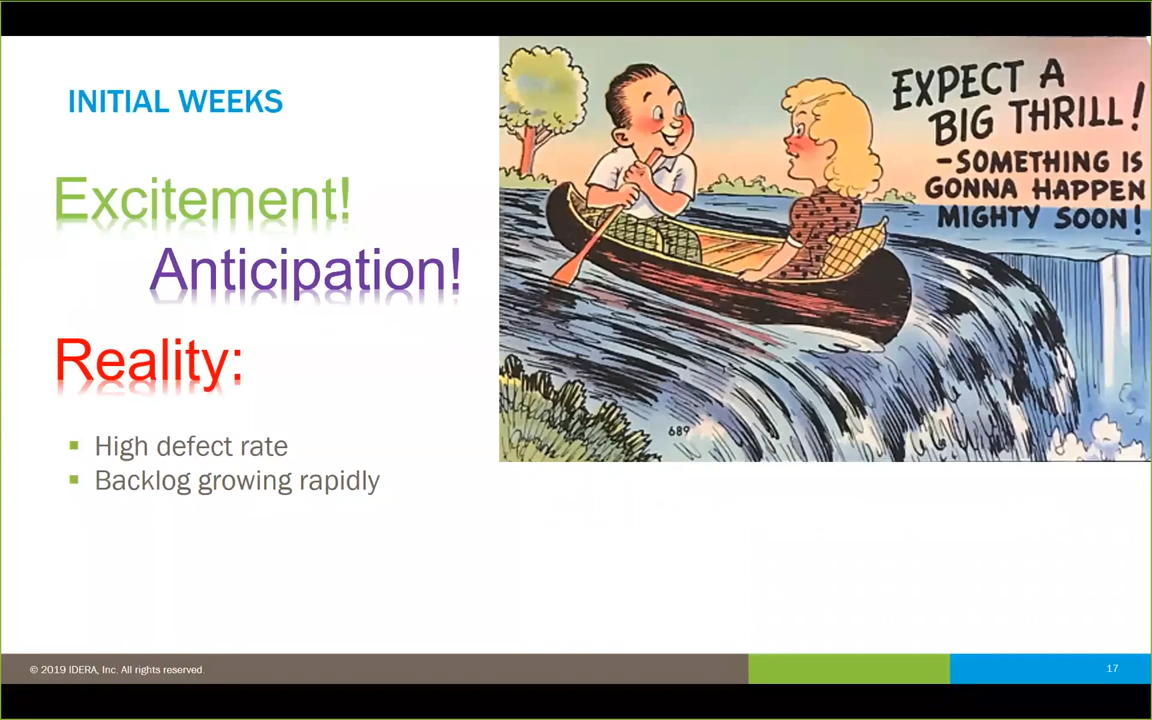 INITIAL WEEKS
Excitement!
Anticipation!
Reality:
▪ High defect rate
▪ Backlog growing rapidly
EXPECT A
BIG THRILL!
-SOMETHING IS
GONNA HAPPEN
MIGHTY SOON!
689
© 2019 IDERA, Inc. All rights reserved.
17